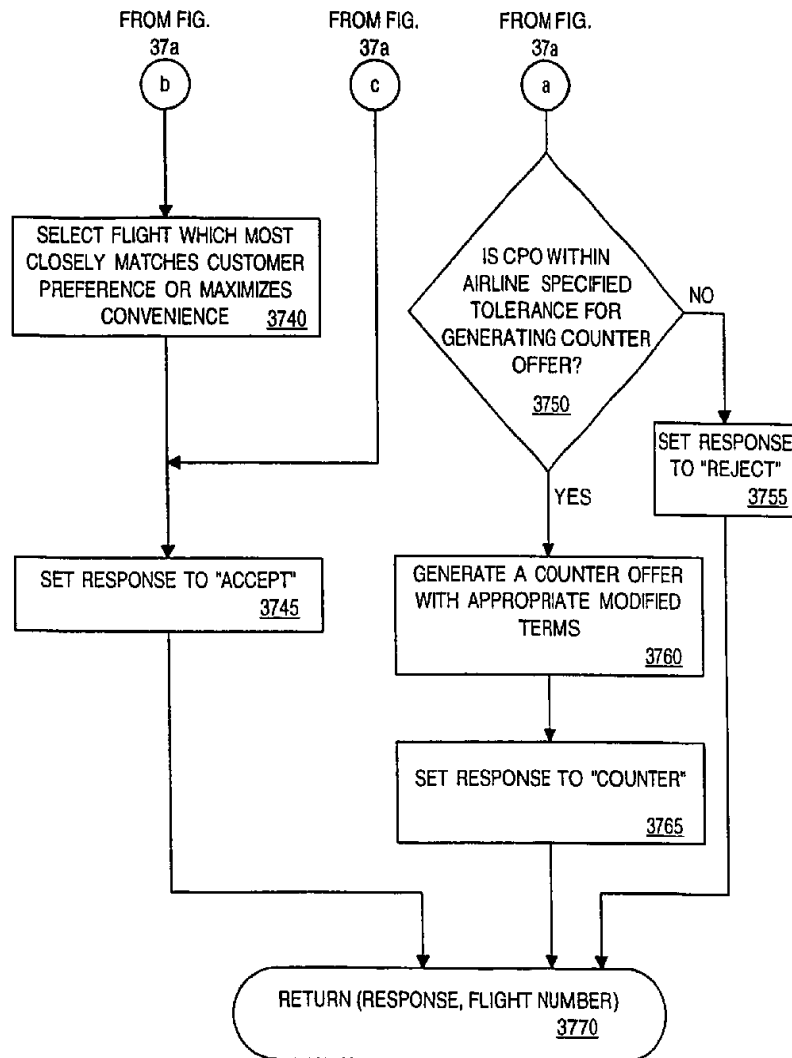 FROM FIG.
37a
b
FROM FIG.
37a
c
FROM FIG.
37a
a
SELECT FLIGHT WHICH MOST
CLOSELY MATCHES CUSTOMER
PREFERENCE OR MAXIMIZES
CONVENIENCE 3740
IS CPO WITHIN
AIRLINE SPECIFIED
TOLERANCE FOR
GENERATING COUNTER
OFFER?
3750
NO
SET RESPONSE
TO "REJECT"
3755
YES
SET RESPONSE TO "ACCEPT"
3745
GENERATE A COUNTER OFFER
WITH APPROPRIATE MODIFIED
TERMS
3760
SET RESPONSE TO "COUNTER"
3765
RETURN (RESPONSE, FLIGHT NUMBER)
3770